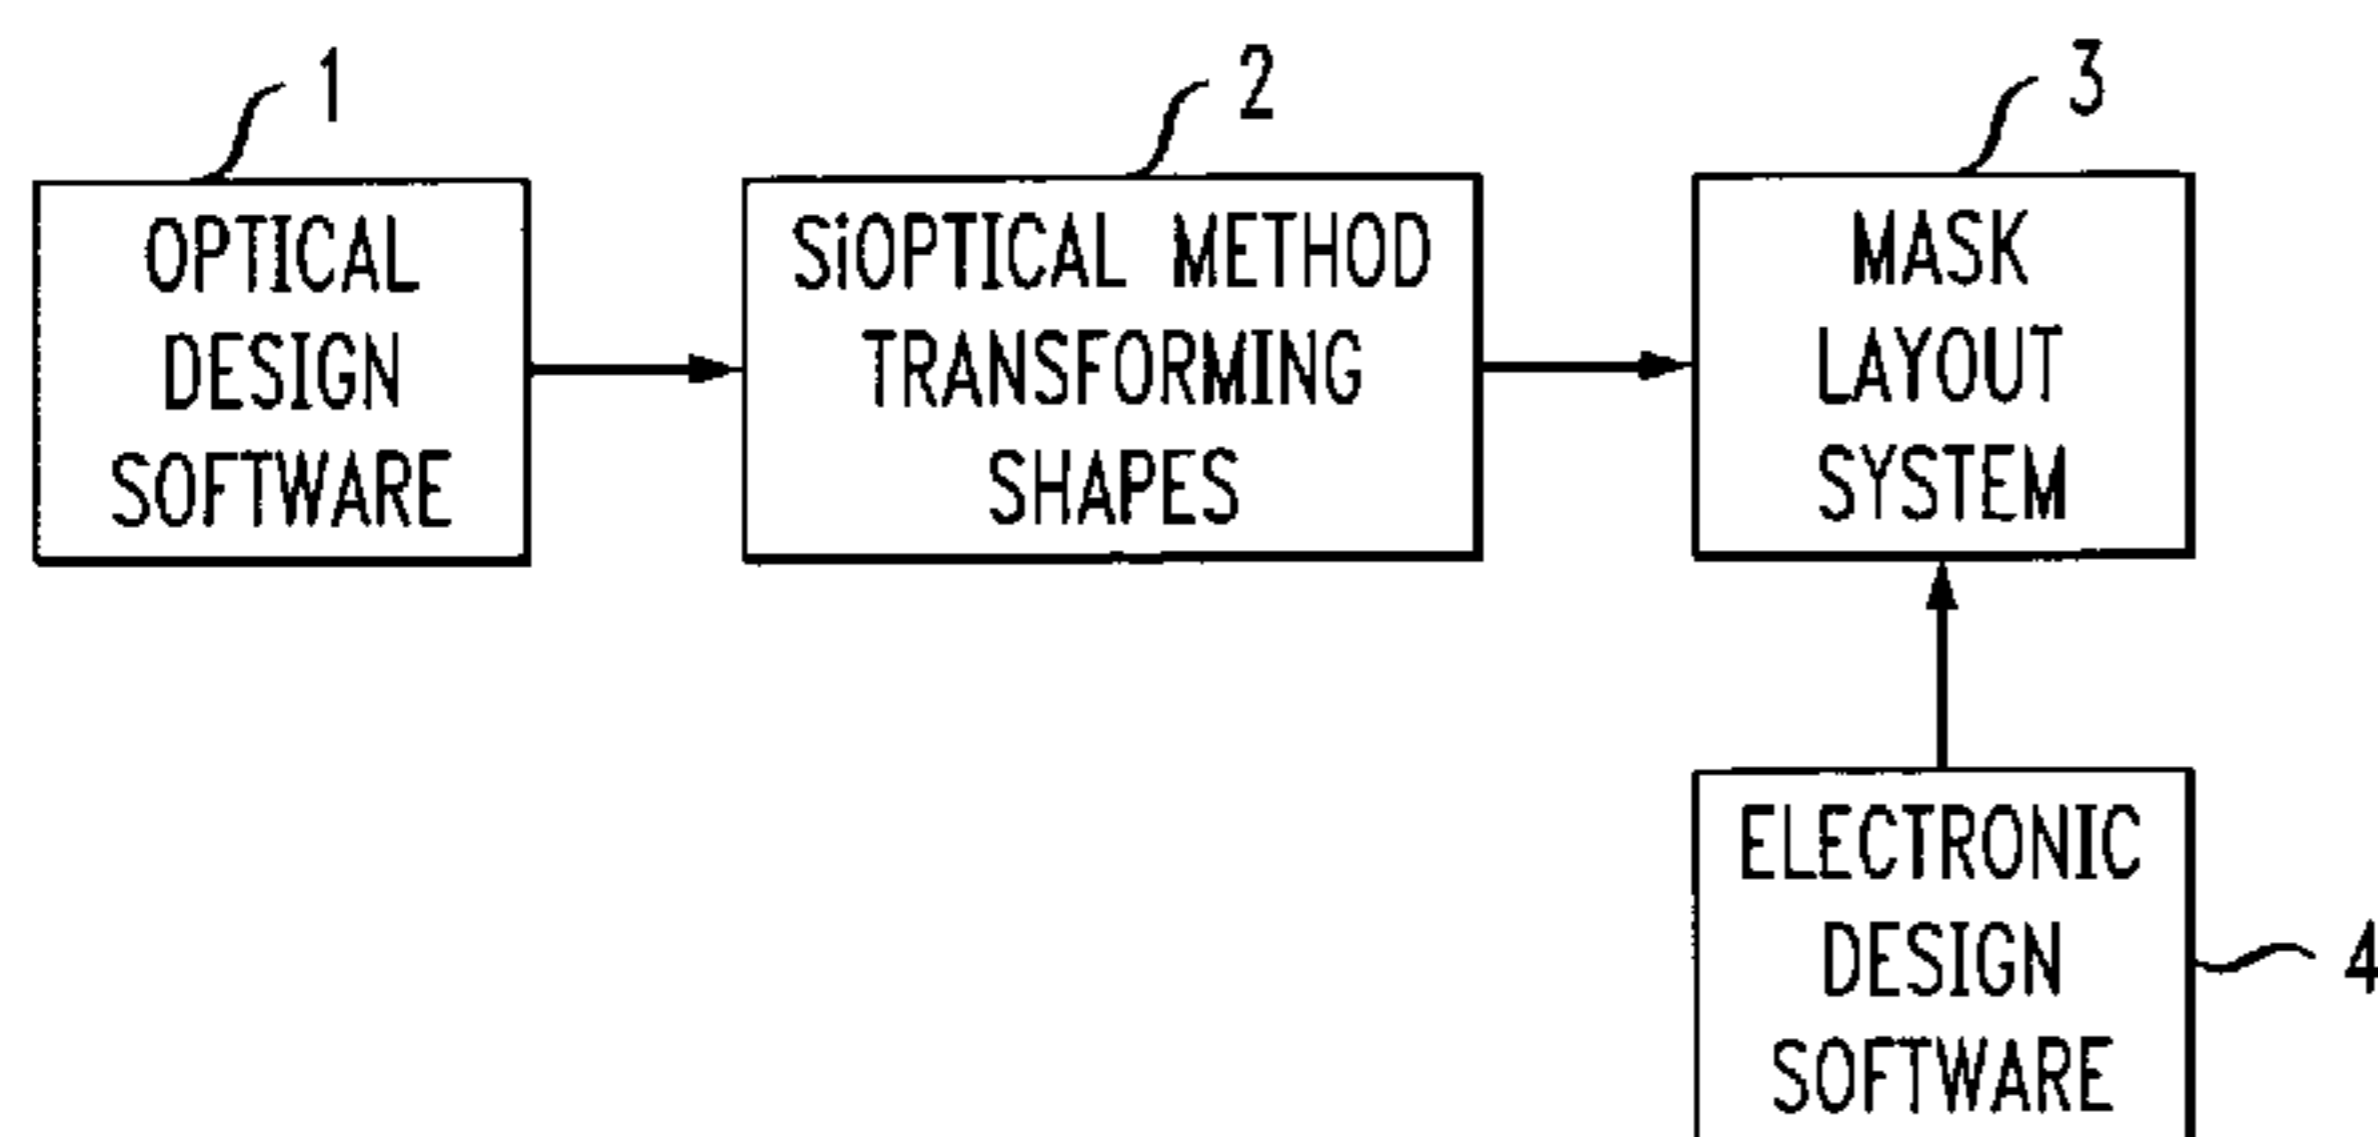 1
OPTICAL
DESIGN
SOFTWARE
2
SiOPTICAL METHOD
TRANSFORMING
SHAPES
3
MASK
LAYOUT
SYSTEM
ELECTRONIC
DESIGN
SOFTWARE
4